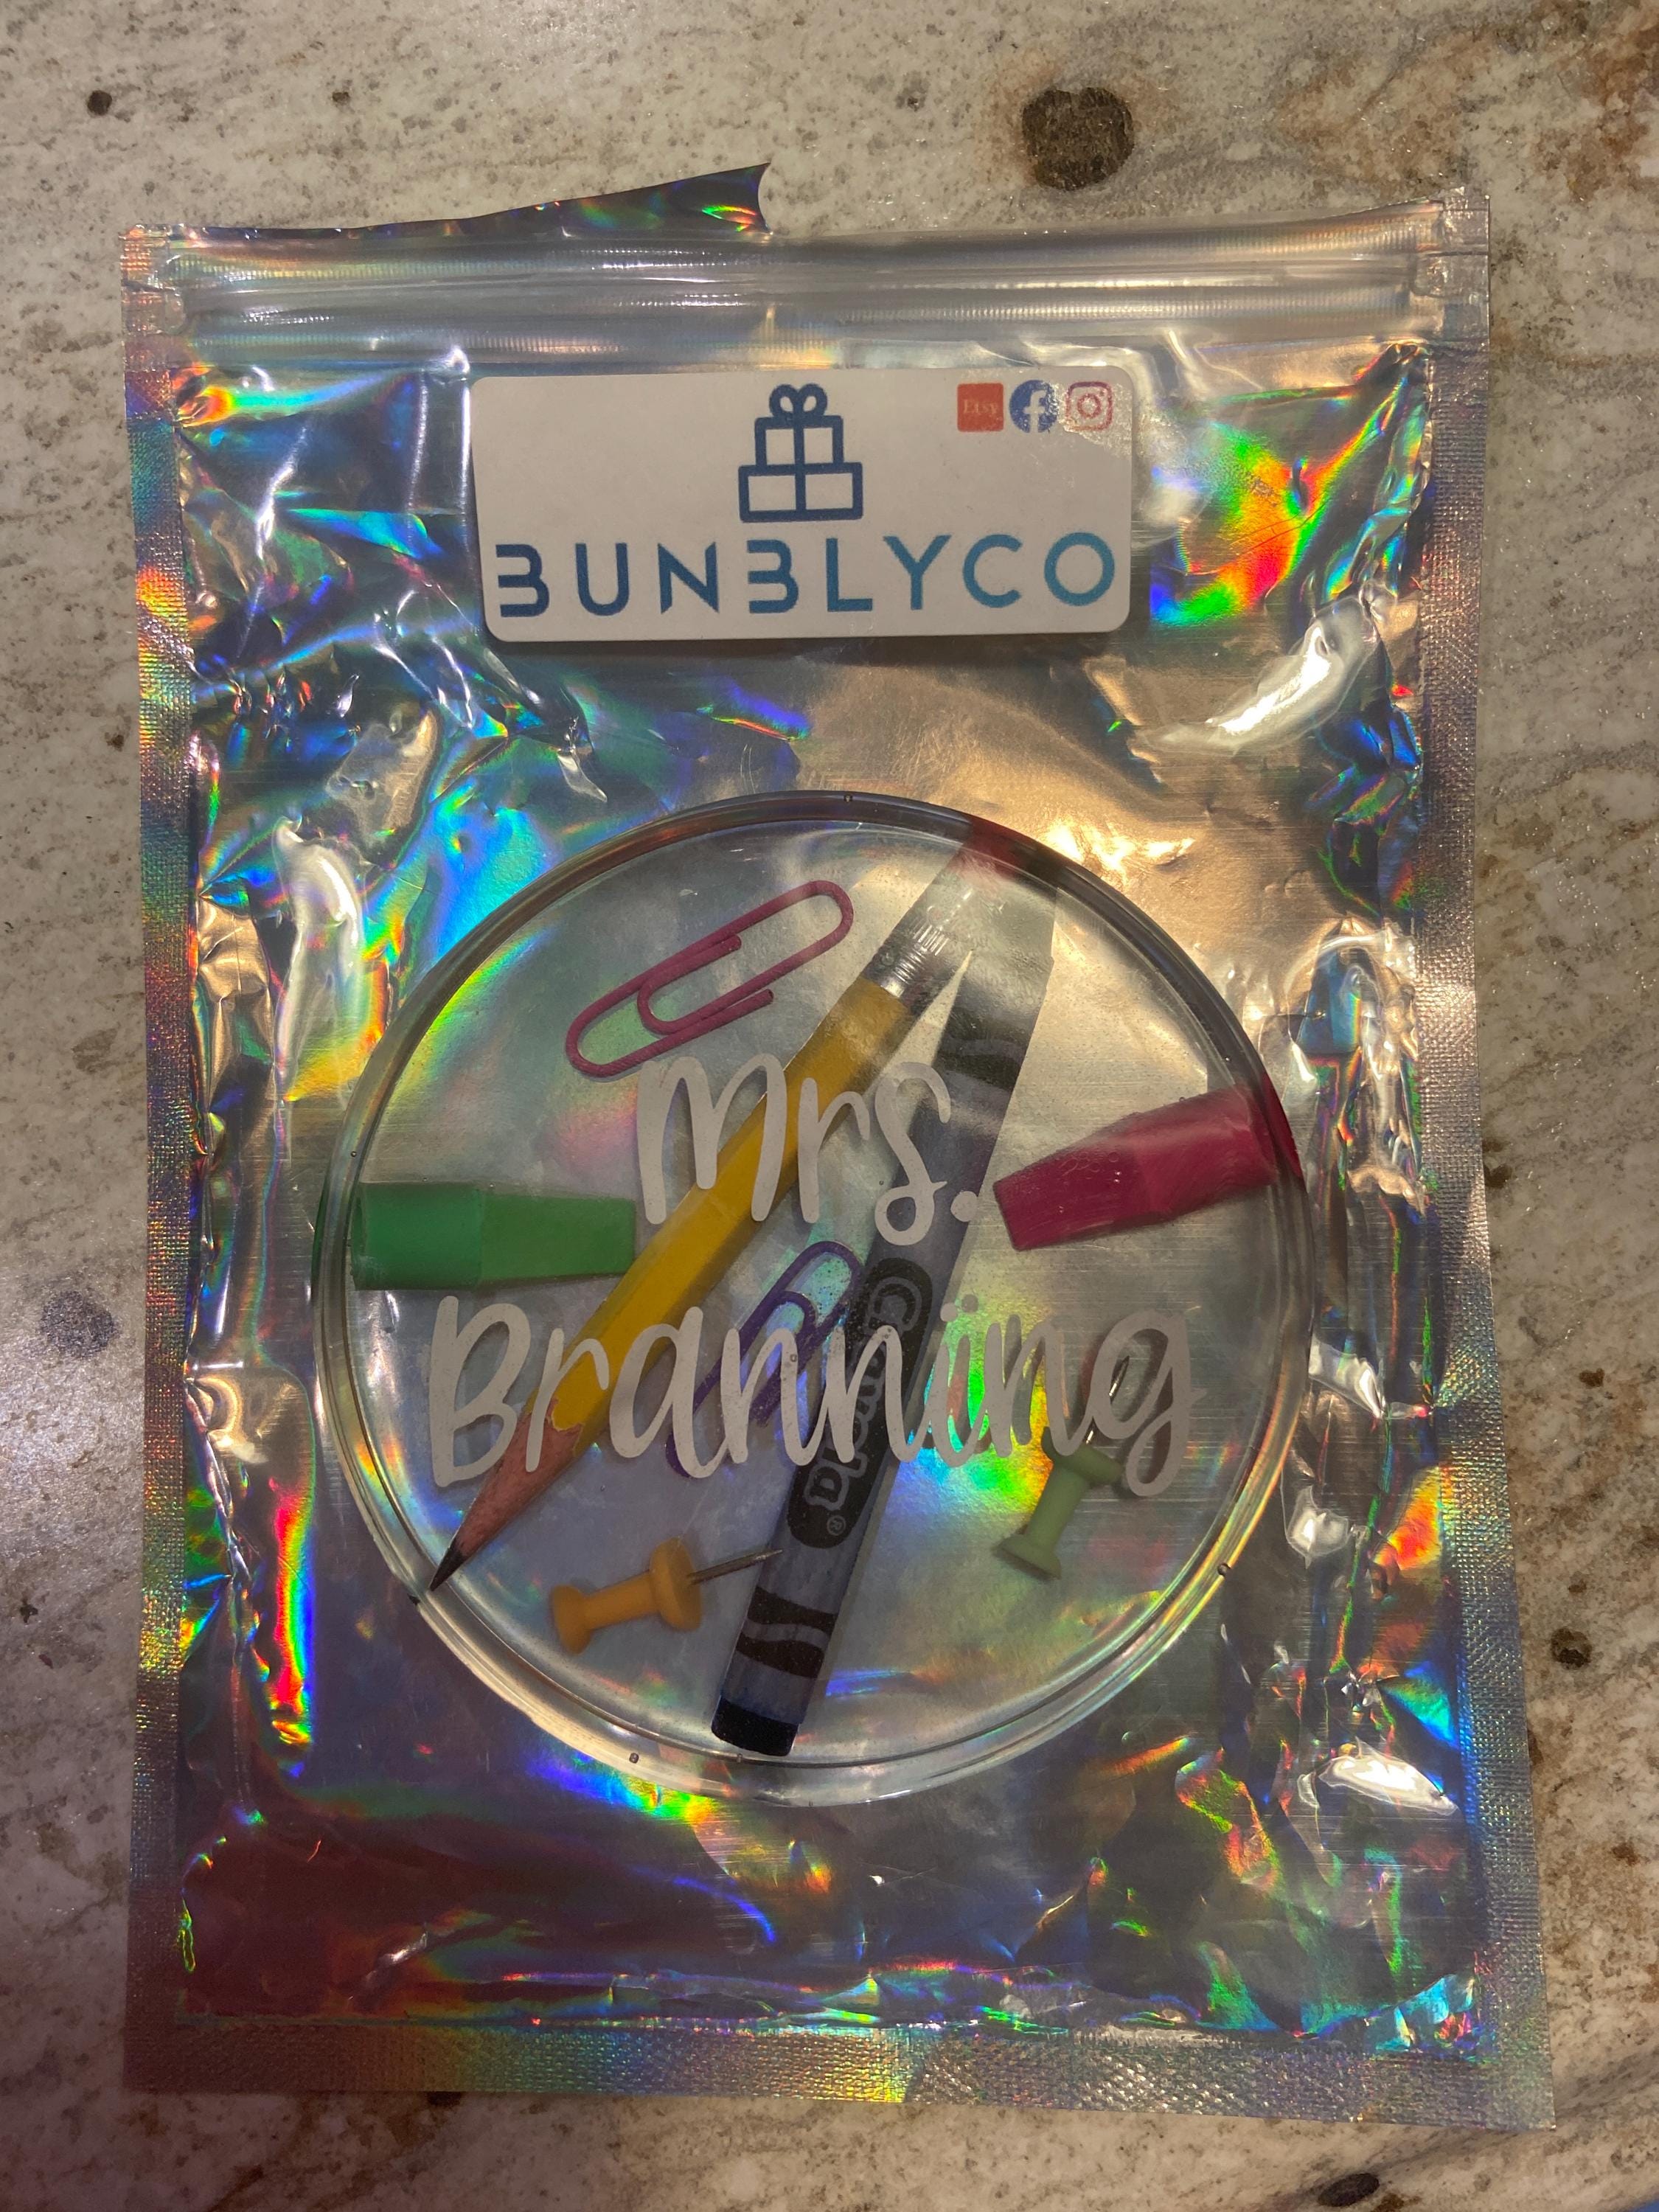 Etsy
BUNBLYCO
Mrs.
Branning
Crayola®